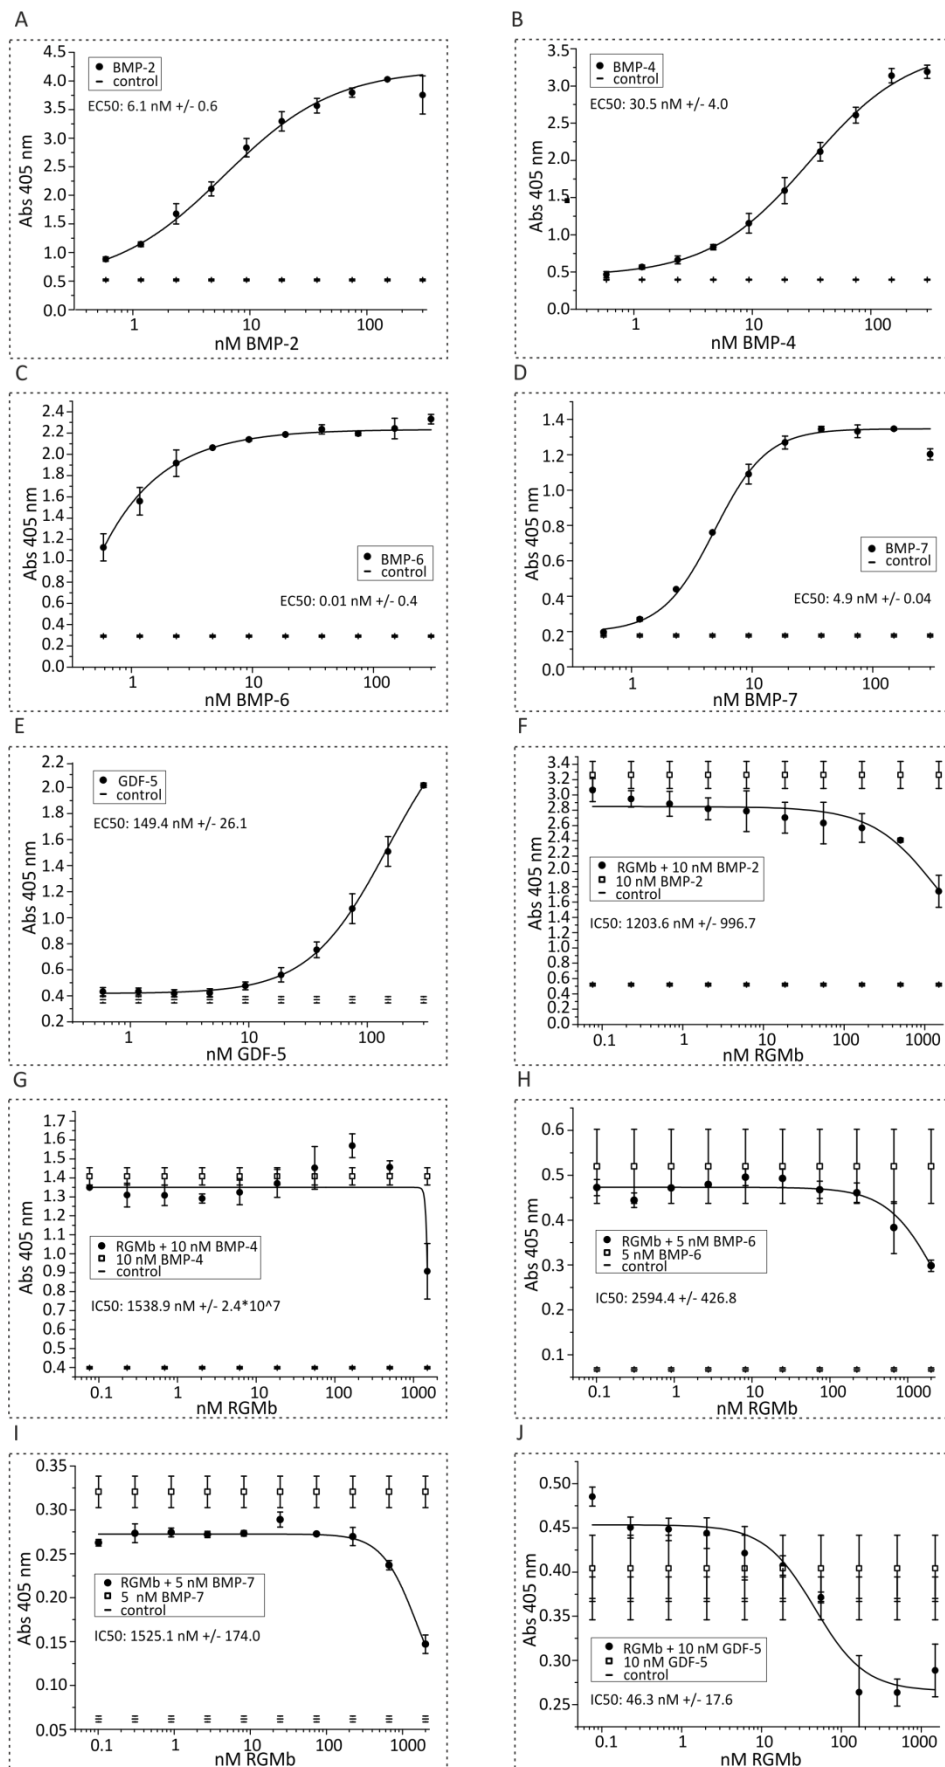 A
4.5
4.0
3.5
3.0
2.5
2.0
1.5
1.0
0.5
0.0
Abs 405 nm
BMP-2
control
EC50: 6.1 nM +/- 0.6
1
10
100
nM BMP-2
B
3.5
3.0
2.5
2.0
1.5
1.0
0.5
0.0
Abs 405 nm
BMP-4
control
EC50: 30.5 nM +/- 4.0
1
10
100
nM BMP-4
C
2.4
2.2
2.0
1.8
1.6
1.4
1.2
1.0
0.8
0.6
0.4
0.2
0.0
Abs 405 nm
BMP-6
control
EC50: 0.01 nM +/- 0.4
1
10
100
nM BMP-6
D
1.4
1.2
1.0
0.8
0.6
0.4
0.2
0.0
Abs 405 nm
BMP-7
control
EC50: 4.9 nM +/- 0.04
1
10
100
nM BMP-7
E
2.0
1.8
1.6
1.4
1.2
1.0
0.8
0.6
0.4
0.2
Abs 405 nm
GDF-5
control
EC50: 149.4 nM +/- 26.1
1
10
100
nM GDF-5
F
3.4
3.2
3.0
2.8
2.6
2.4
2.2
2.0
1.8
1.6
1.4
1.2
1.0
0.8
0.6
0.4
0.2
0.0
Abs 405 nm
RGMb + 10 nM BMP-2
10 nM BMP-2
control
IC50: 1203.6 nM +/- 996.7
0.1
1
10
100
1000
nM RGMb
G
1.7
1.6
1.5
1.4
1.3
1.2
1.1
1.0
0.9
0.8
0.7
0.6
0.5
0.4
Abs 405 nm
RGMb + 10 nM BMP-4
10 nM BMP-4
control
IC50: 1538.9 nM +/- 2.4*10^7
0.1
1
10
100
1000
nM RGMb
H
0.6
0.5
0.4
0.3
0.2
0.1
Abs 405 nm
RGMb + 5 nM BMP-6
5 nM BMP-6
control
IC50: 2594.4 +/- 426.8
0.1
1
10
100
1000
nM RGMb
I
0.35
0.30
0.25
0.20
0.15
0.10
0.05
Abs 405 nm
RGMb + 5 nM BMP-7
5 nM BMP-7
control
IC50: 1525.1 nM +/- 174.0
0.1
1
10
100
1000
nM RGMb
J
0.50
0.45
0.40
0.35
0.30
0.25
Abs 405 nm
RGMb + 10 nM GDF-5
10 nM GDF-5
control
IC50: 46.3 nM +/- 17.6
0.1
1
10
100
1000
nM RGMb